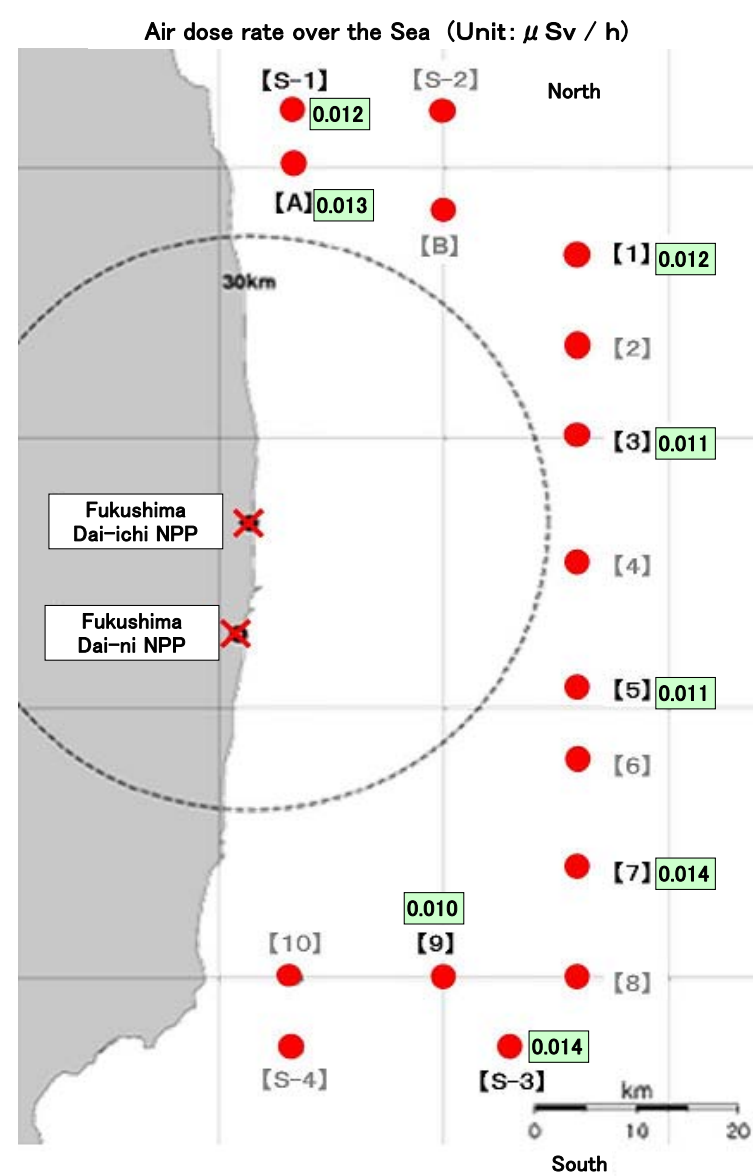 Air dose rate over the Sea (Unit: μ Sv / h)
【S-1】
0.012
【S-2】
North
【A】0.013
【B】
【1】0.012
30km
【2】
【3】0.011
Fukushima
Dai-ichi NPP
【4】
Fukushima
Dai-ni NPP
【5】0.011
【6】
【7】0.014
0.010
【10】
【9】
【8】
0.014
【S-4】
【S-3】
km
0 10 20
South